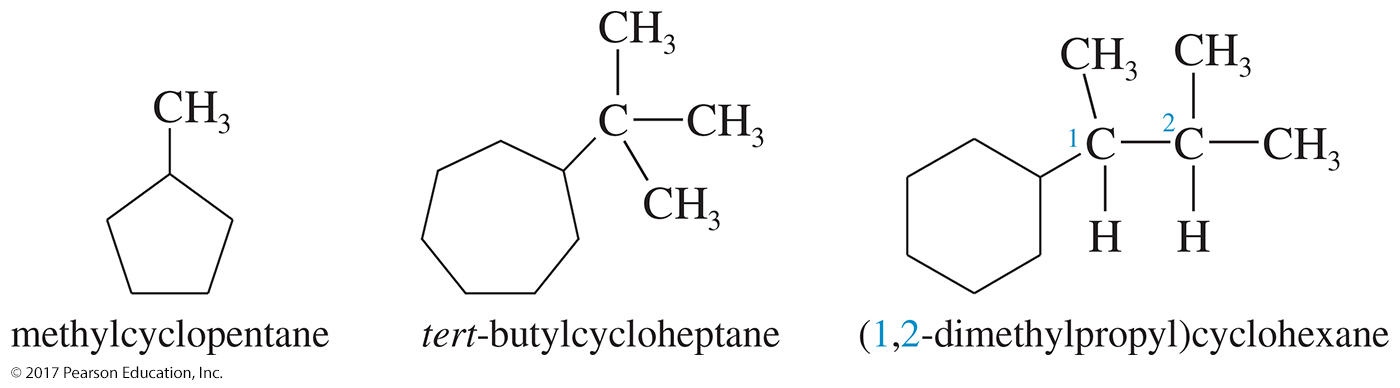 CH₃
methylcyclopentane
CH₃
C—CH₃
CH₃
tert-butylcycloheptane
CH₃ CH₃
1 C 2 C CH₃
H H
(1,2-dimethylpropyl)cyclohexane
© 2017 Pearson Education, Inc.